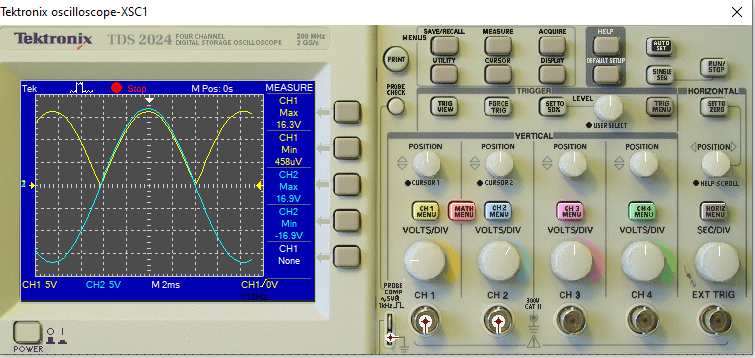 Tektronix oscilloscope-XSC1
Tektronix TDS 2024 FOUR CHANNEL DIGITAL STORAGE OSCILLOSCOPE 200 MHz 2 GS/s
Tek Stop M Pos: 0s MEASURE
CH1
Max
16.3V
CH1
Min
458uV
CH2
Max
16.9V
CH2
Min
-16.9V
CH1
None
CH1 5V CH2 5V M 2ms CH1 0V
POWER
MENUS
SAVE/RECALL MEASURE ACQUIRE
UTILITY CURSOR DISPLAY
HELP
DEFAULT SETUP
AUTO SET
SINGLE SEQ
RUN/STOP
PRINT
PROBE CHECK
TRIGGER
TRIG VIEW
FORCE TRIG
SET TO 50%
LEVEL
USER SELECT
TRIG MENU
HORIZONTAL
SET TO ZERO
VERTICAL
POSITION POSITION POSITION POSITION POSITION
CURSOR 1 CURSOR 2 HELP SCROLL
CH 1 MENU
MATH MENU
CH 2 MENU
CH 3 MENU
CH 4 MENU
HORIZ MENU
VOLTS/DIV VOLTS/DIV VOLTS/DIV VOLTS/DIV SEC/DIV
PROBE COMP
~5V@
1kHz
CH 1 CH 2 300V CAT II CH 3 CH 4 EXT TRIG